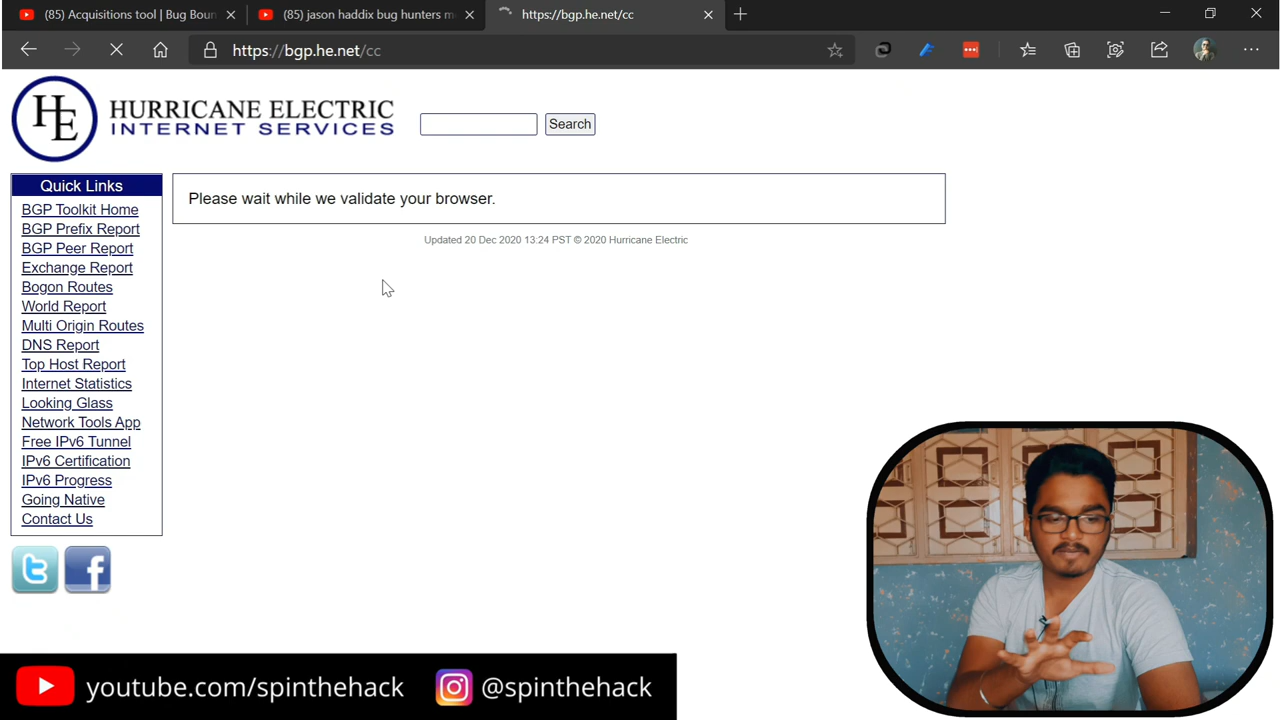 (85) Acquisitions tool | Bug Boun
(85) jason haddix bug hunters m
https://bgp.he.net/cc
https://bgp.he.net/cc
HE
HURRICANE ELECTRIC
INTERNET SERVICES
Search
Quick Links
BGP Toolkit Home
BGP Prefix Report
BGP Peer Report
Exchange Report
Bogon Routes
World Report
Multi Origin Routes
DNS Report
Top Host Report
Internet Statistics
Looking Glass
Network Tools App
Free IPv6 Tunnel
IPv6 Certification
IPv6 Progress
Going Native
Contact Us
Please wait while we validate your browser.
Updated 20 Dec 2020 13:24 PST © 2020 Hurricane Electric
youtube.com/spinthehack
@spinthehack